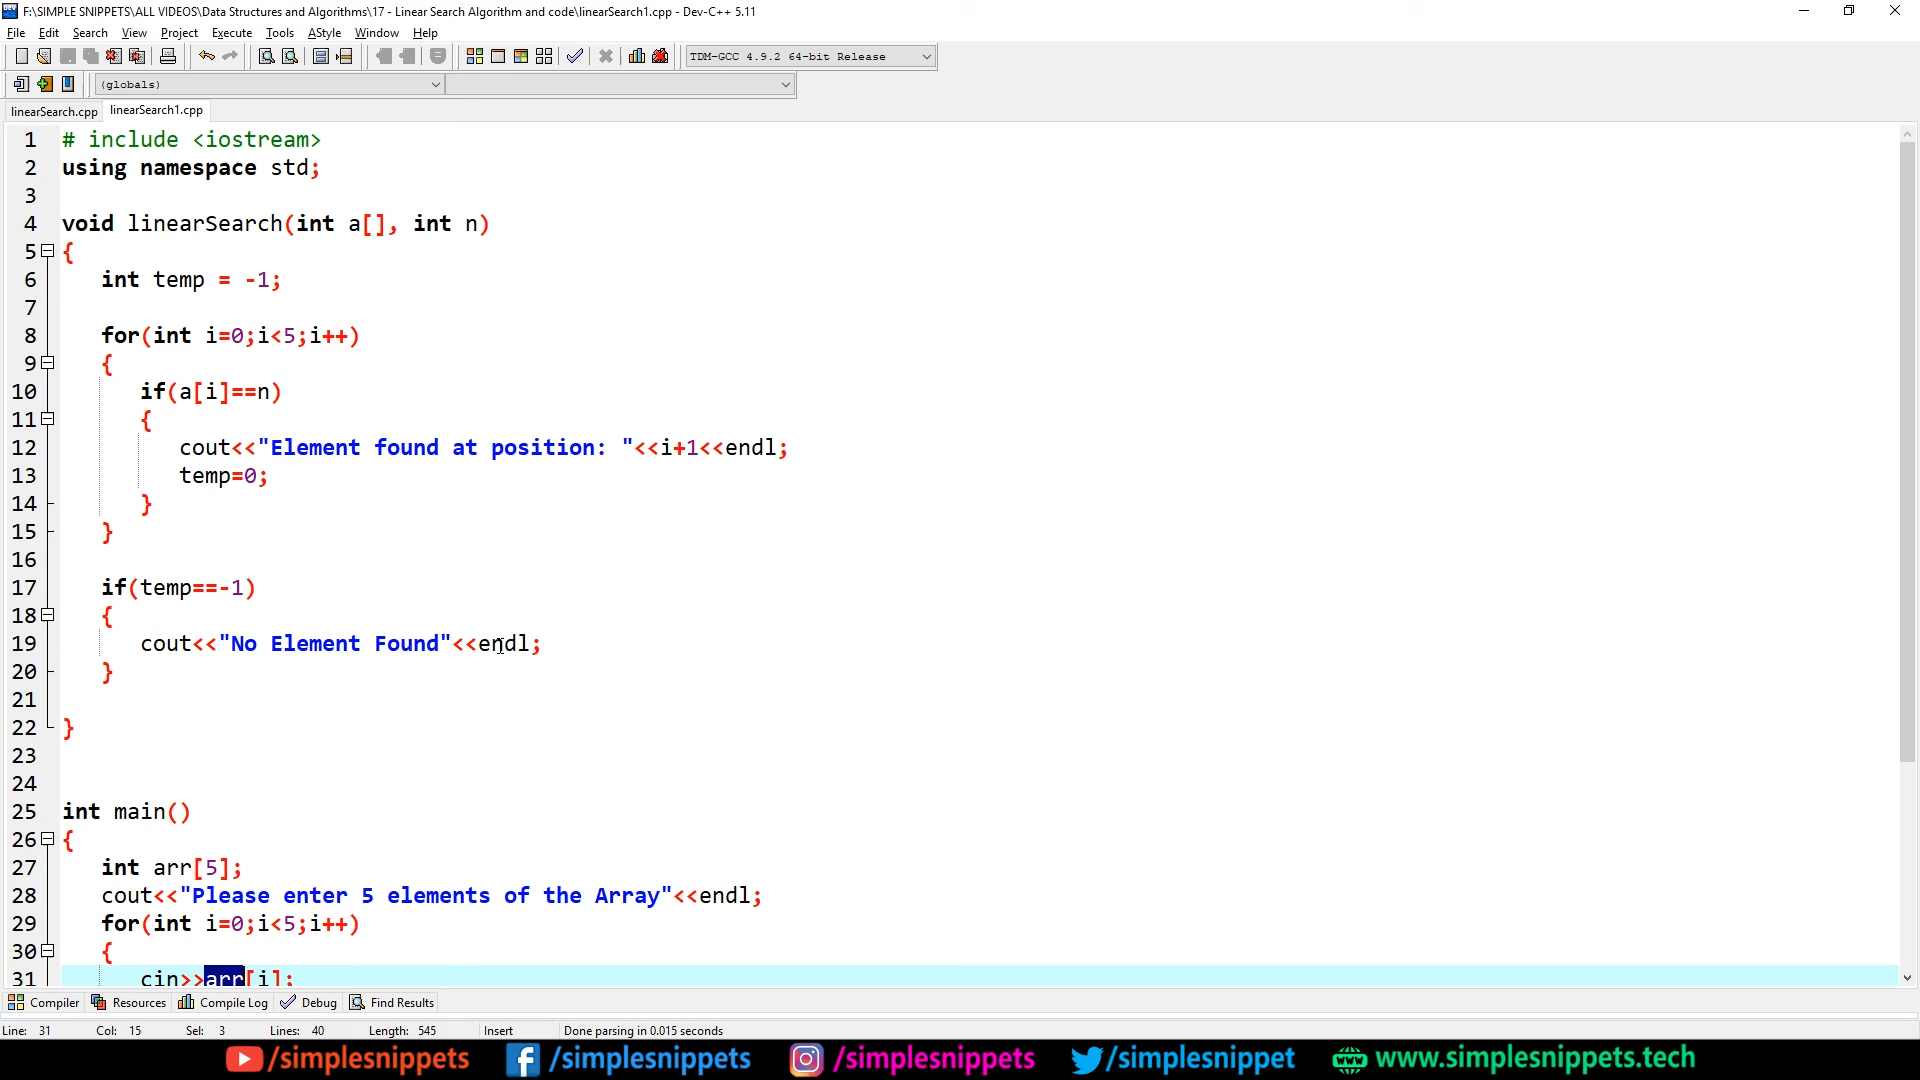 F:\SIMPLE SNIPPETS\ALL VIDEOS\Data Structures and Algorithms\17 - Linear Search Algorithm and code\linearSearch1.cpp - Dev-C++ 5.11
File Edit Search View Project Execute Tools AStyle Window Help
TDM-GCC 4.9.2 64-bit Release
(globals)
linearSearch.cpp linearSearch1.cpp
1 # include <iostream>
2 using namespace std;
3
4 void linearSearch(int a[], int n)
5 {
6 int temp = -1;
7
8 for(int i=0;i<5;i++)
9 {
10 if(a[i]==n)
11 {
12 cout<<"Element found at position: "<<i+1<<endl;
13 temp=0;
14 }
15 }
16
17 if(temp==-1)
18 {
19 cout<<"No Element Found"<<endl;
20 }
21
22 }
23
24
25 int main()
26 {
27 int arr[5];
28 cout<<"Please enter 5 elements of the Array"<<endl;
29 for(int i=0;i<5;i++)
30 {
31 cin>>arr[i];
Compiler Resources Compile Log Debug Find Results
Line: 31 Col: 15 Sel: 3 Lines: 40 Length: 545 Insert Done parsing in 0.015 seconds
/simplesnippets /simplesnippets /simplesnippets /simplesnippet www.simplesnippets.tech